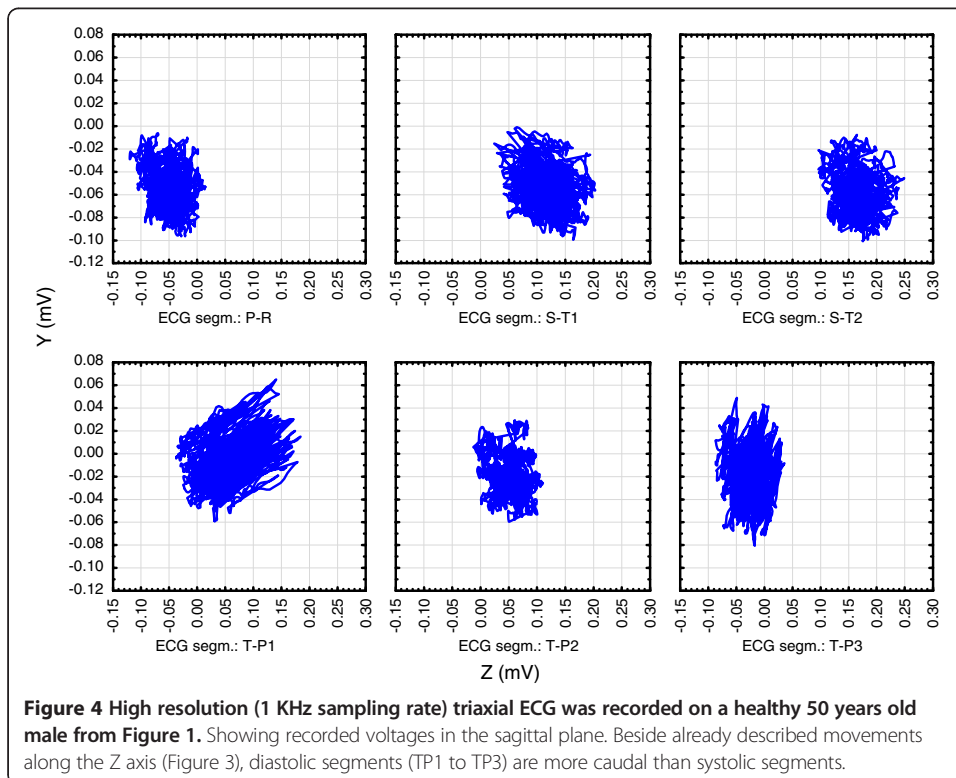 0.08
0.06
0.04
0.02
0.00
-0.02
-0.04
-0.06
-0.08
-0.10
-0.12
-0.15 -0.10 -0.05 0.00 0.05 0.10 0.15 0.20 0.25 0.30
ECG segm.: P-R
-0.15 -0.10 -0.05 0.00 0.05 0.10 0.15 0.20 0.25 0.30
ECG segm.: S-T1
-0.15 -0.10 -0.05 0.00 0.05 0.10 0.15 0.20 0.25 0.30
ECG segm.: S-T2
Y (mV)
0.08
0.06
0.04
0.02
0.00
-0.02
-0.04
-0.06
-0.08
-0.10
-0.12
-0.15 -0.10 -0.05 0.00 0.05 0.10 0.15 0.20 0.25 0.30
ECG segm.: T-P1
-0.15 -0.10 -0.05 0.00 0.05 0.10 0.15 0.20 0.25 0.30
ECG segm.: T-P2
-0.15 -0.10 -0.05 0.00 0.05 0.10 0.15 0.20 0.25 0.30
ECG segm.: T-P3
Z (mV)
Figure 4 High resolution (1 KHz sampling rate) triaxial ECG was recorded on a healthy 50 years old
male from Figure 1. Showing recorded voltages in the sagittal plane. Beside already described movements
along the Z axis (Figure 3), diastolic segments (TP1 to TP3) are more caudal than systolic segments.